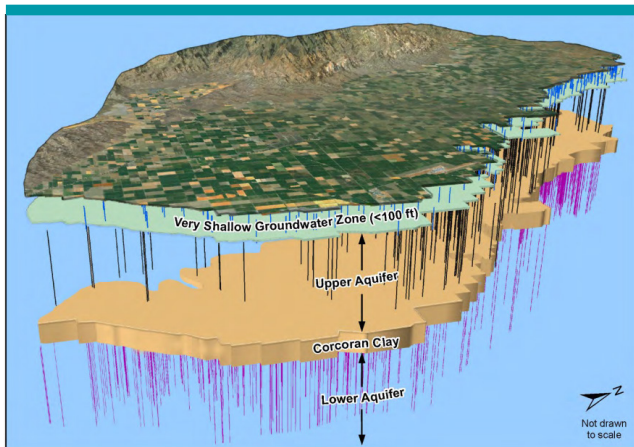 Very Shallow Groundwater Zone (<100 ft)
Upper Aquifer
Corcoran Clay
Lower Aquifer
Z
Not drawn
to scale